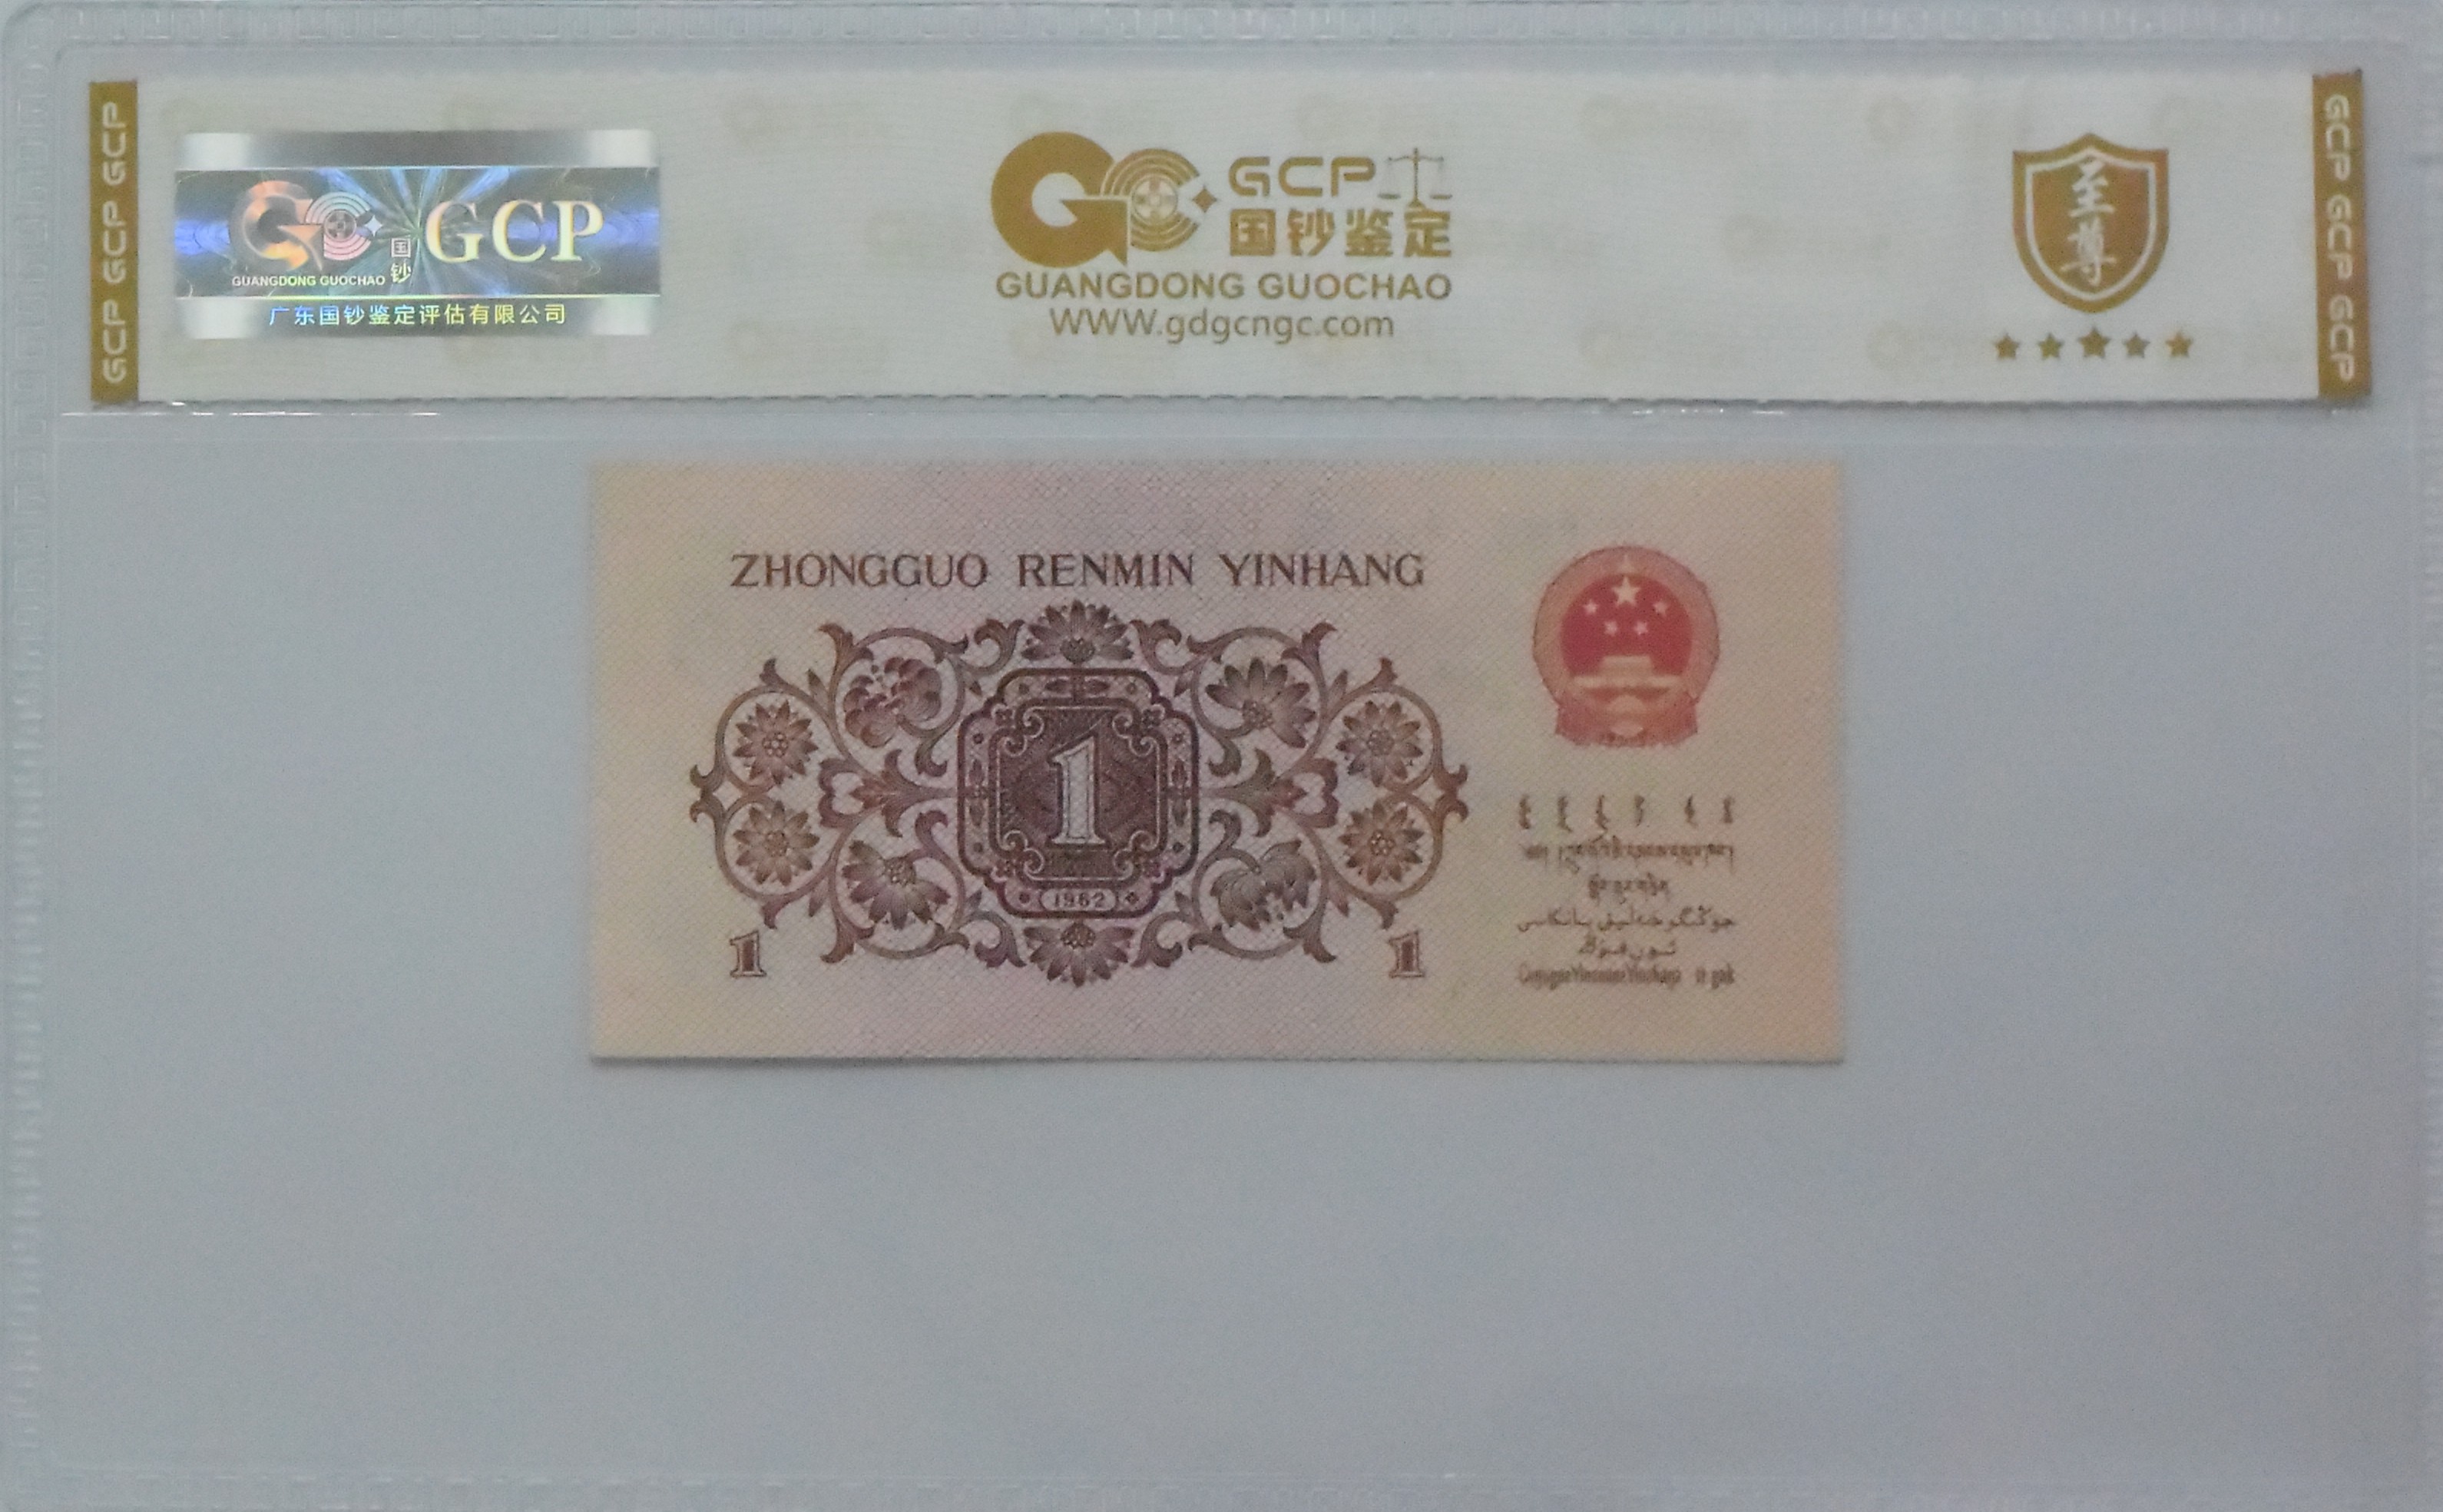 GCP GCP GCP
国钞 GCP
GUANGDONG GUOCHAO
广东国钞鉴定评估有限公司
GCP
国钞鉴定
GUANGDONG GUOCHAO
WWW.gdgcngc.com
至尊
GCP GCP GCP
ZHONGGUO RENMIN YINHANG
1
1962
1 1